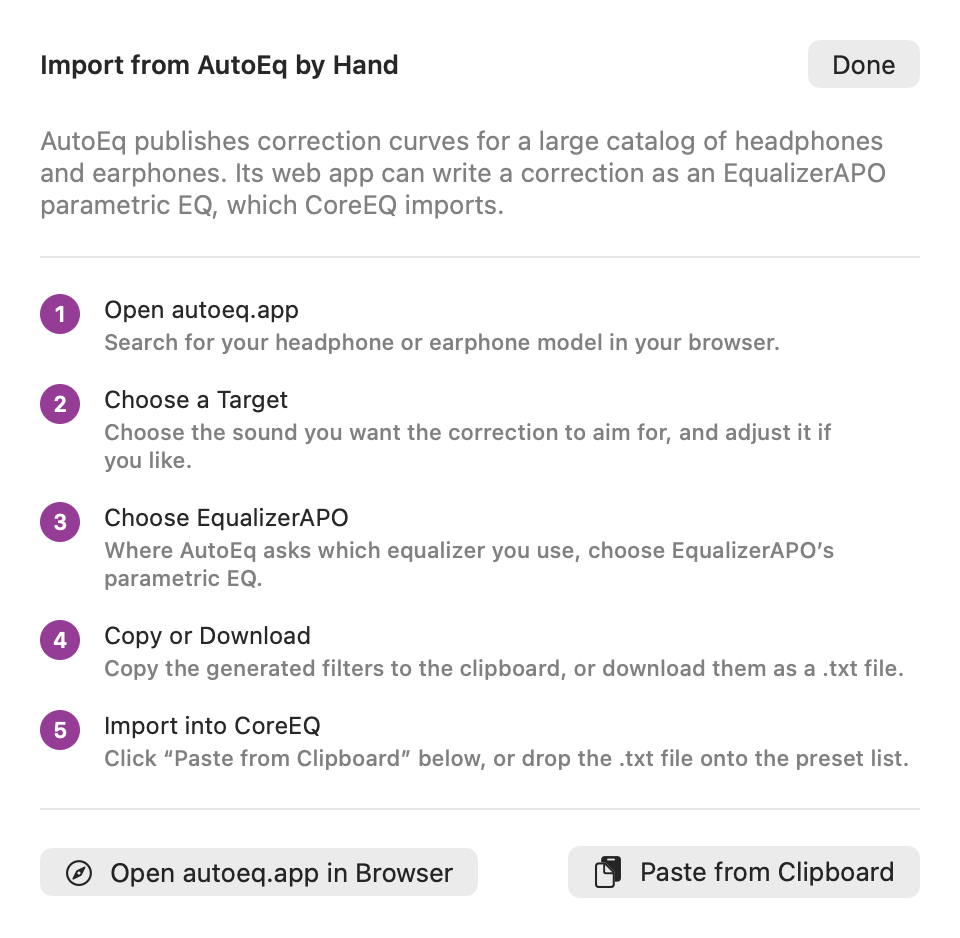 Import from AutoEq by Hand
Done
AutoEq publishes correction curves for a large catalog of headphones
and earphones. Its web app can write a correction as an EqualizerAPO
parametric EQ, which CoreEQ imports.
1
Open autoeq.app
Search for your headphone or earphone model in your browser.
2
Choose a Target
Choose the sound you want the correction to aim for, and adjust it if
you like.
3
Choose EqualizerAPO
Where AutoEq asks which equalizer you use, choose EqualizerAPO’s
parametric EQ.
4
Copy or Download
Copy the generated filters to the clipboard, or download them as a .txt file.
5
Import into CoreEQ
Click “Paste from Clipboard” below, or drop the .txt file onto the preset list.
Open autoeq.app in Browser
Paste from Clipboard